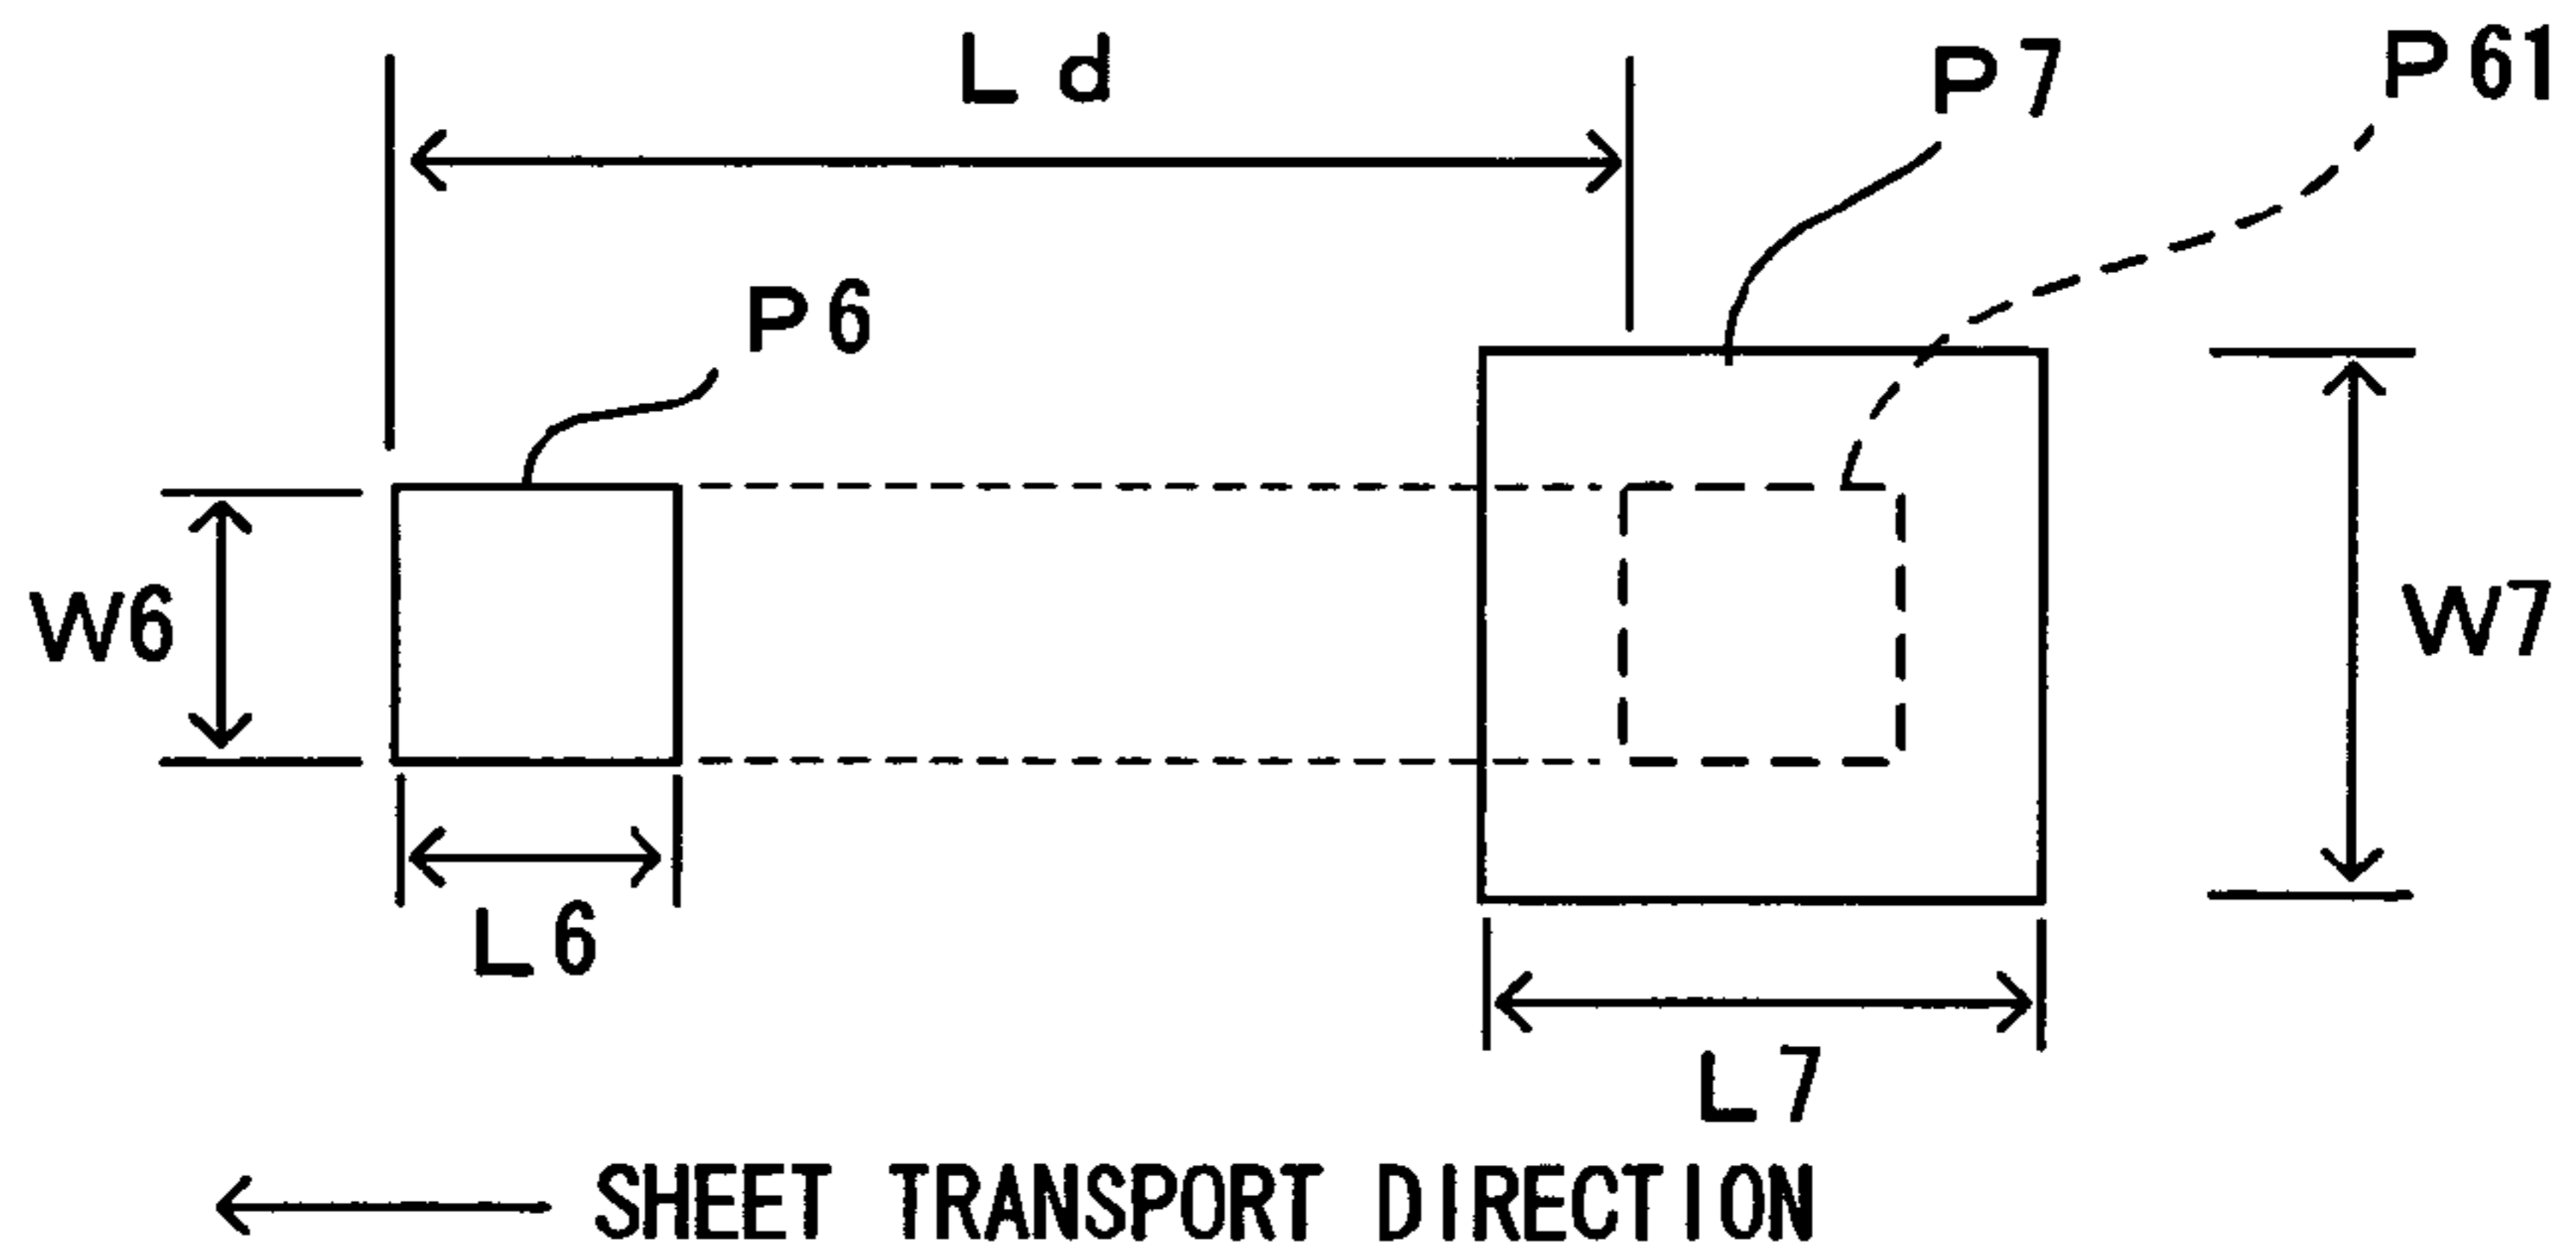 Ld
P7
P61
P6
W6
W7
L6
L7
SHEET TRANSPORT DIRECTION